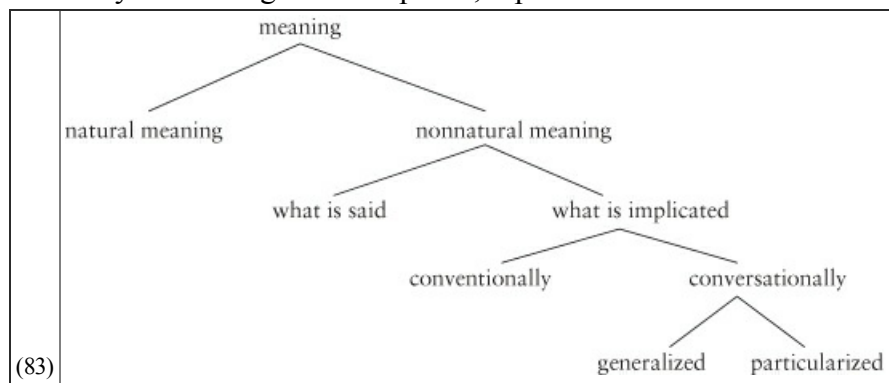 meaning
natural meaning nonnatural meaning
what is said what is implicated
conventionally conversationally
(83) generalized particularized